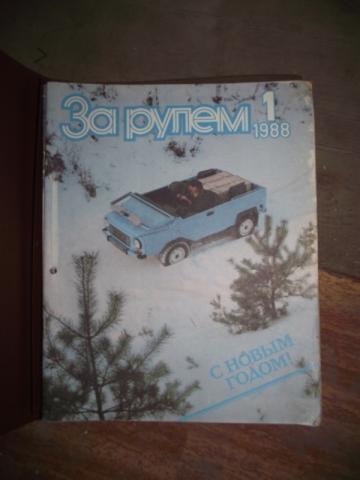 За рулем
1
1988
С НОВЫМ
ГОДОМ!